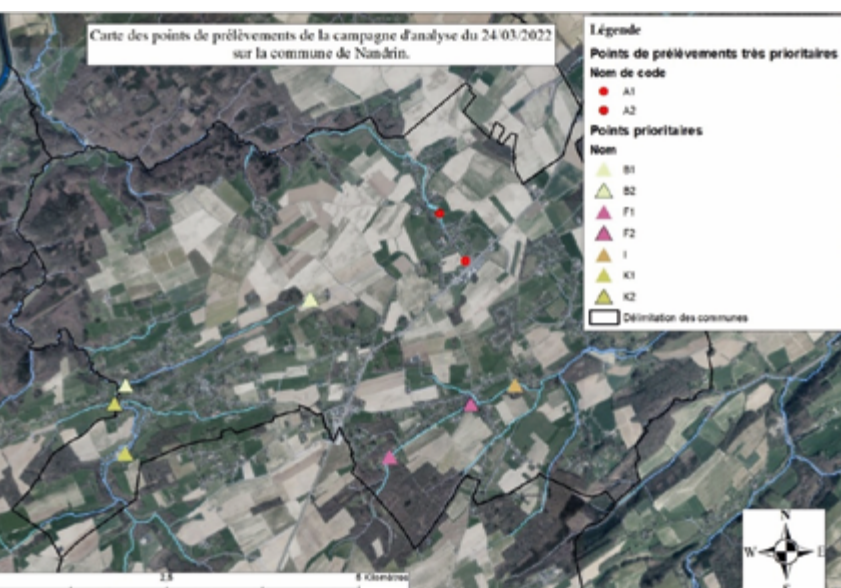 Carte des points de prélèvements de la campagne d'analyse du 24/03/2022
sur la commune de Nandrin.
Légende
Points de prélèvements très prioritaires
Nom de code
A1
A2
Points prioritaires
Nom
B1
B2
F1
F2
I
K1
K2
Délimitation des communes
N
W
E
2,5
5 Kilomètres